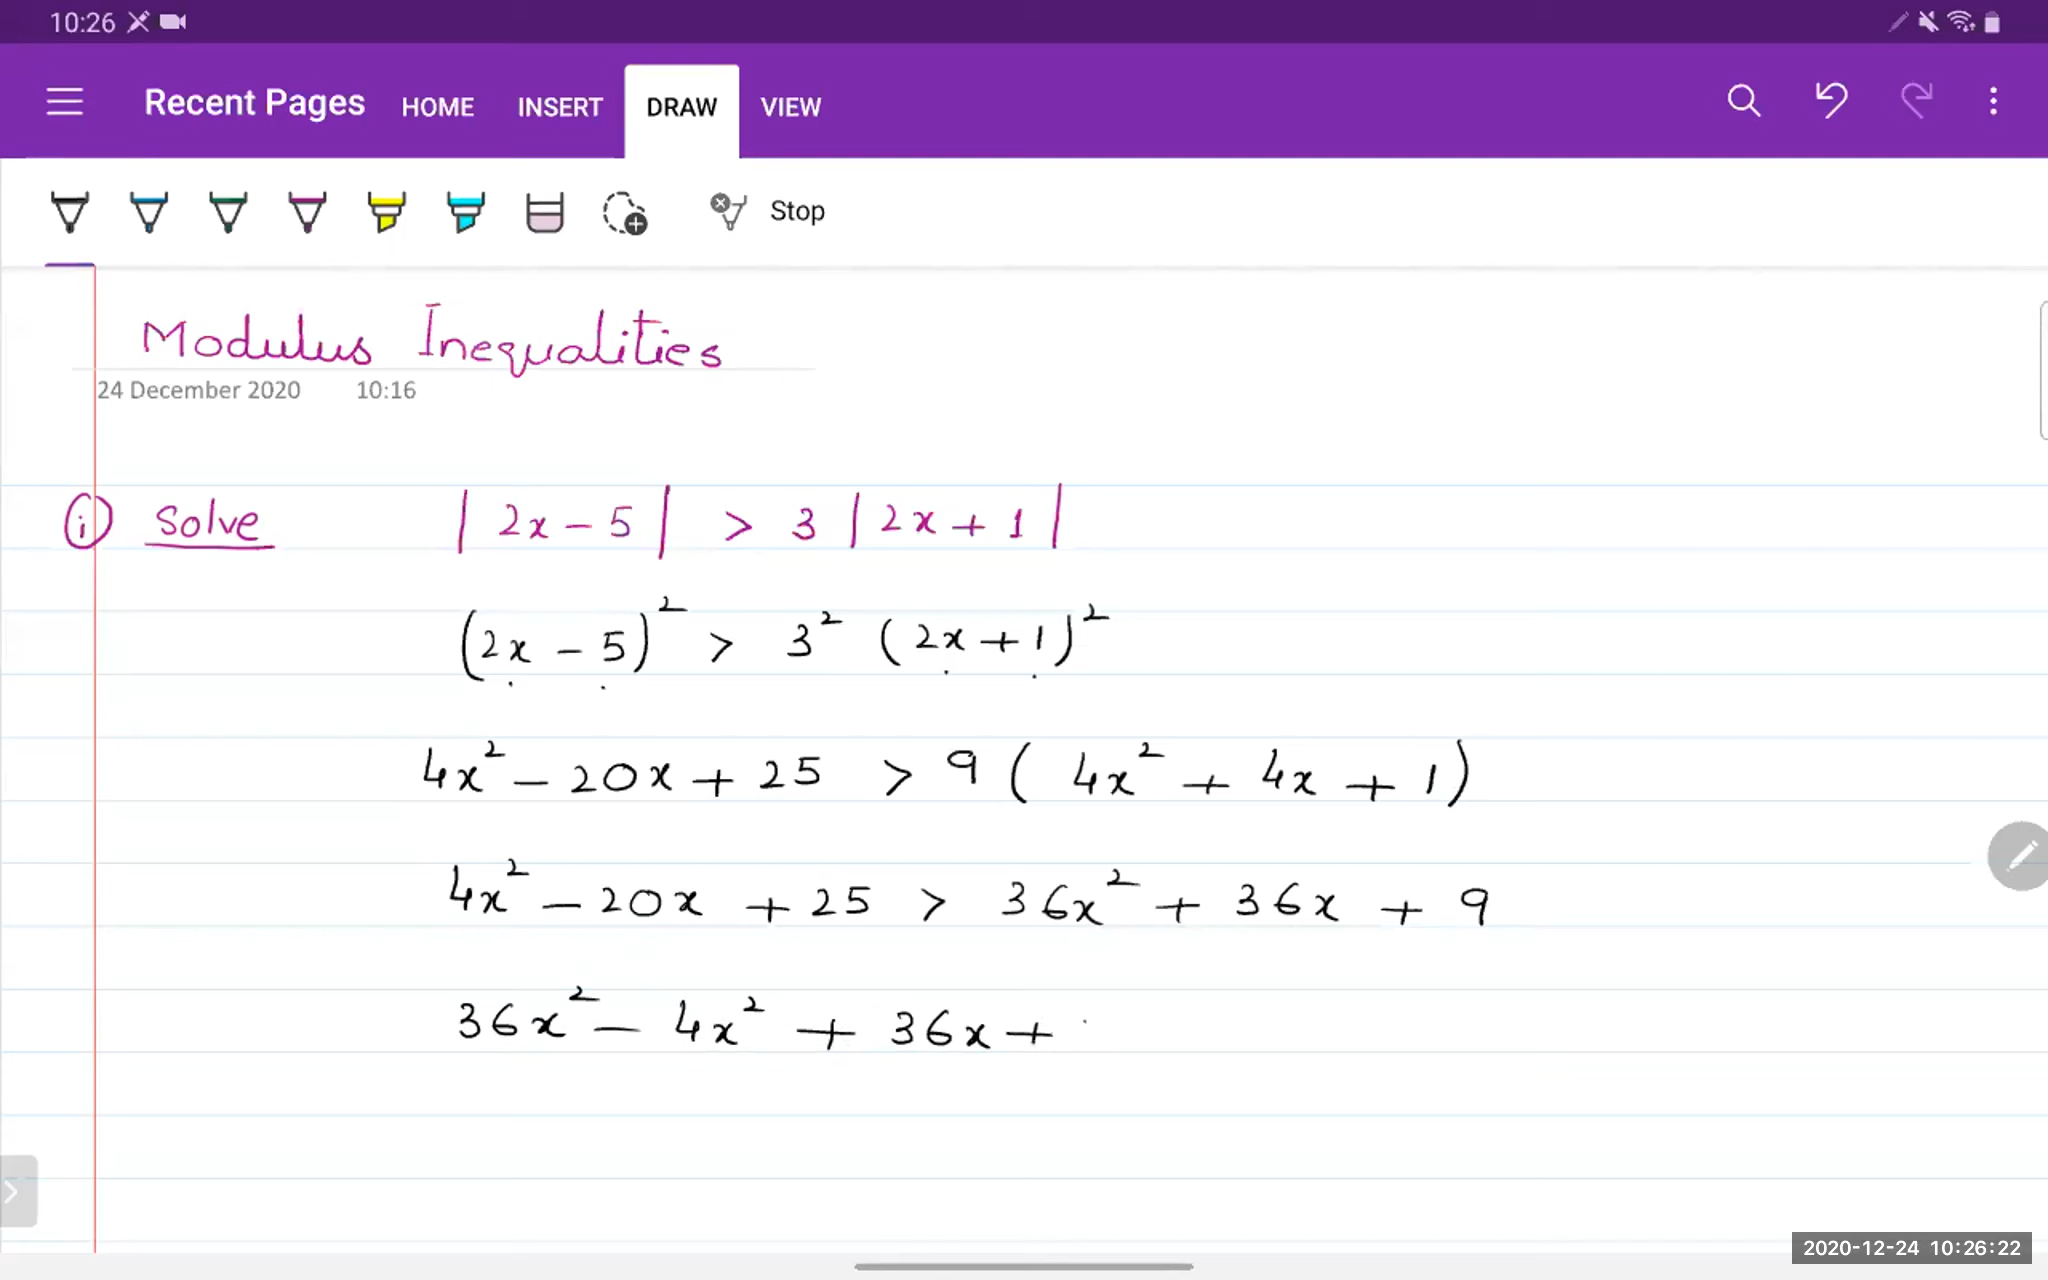 10:26
Recent Pages HOME INSERT DRAW VIEW
Stop
Modulus Inequalities
24 December 2020 10:16
(i) Solve |2x - 5| > 3|2x + 1|
(2x - 5)² > 3² (2x + 1)²
4x² - 20x + 25 > 9(4x² + 4x + 1)
4x² - 20x + 25 > 36x² + 36x + 9
36x² - 4x² + 36x +
2020-12-24 10:26:22